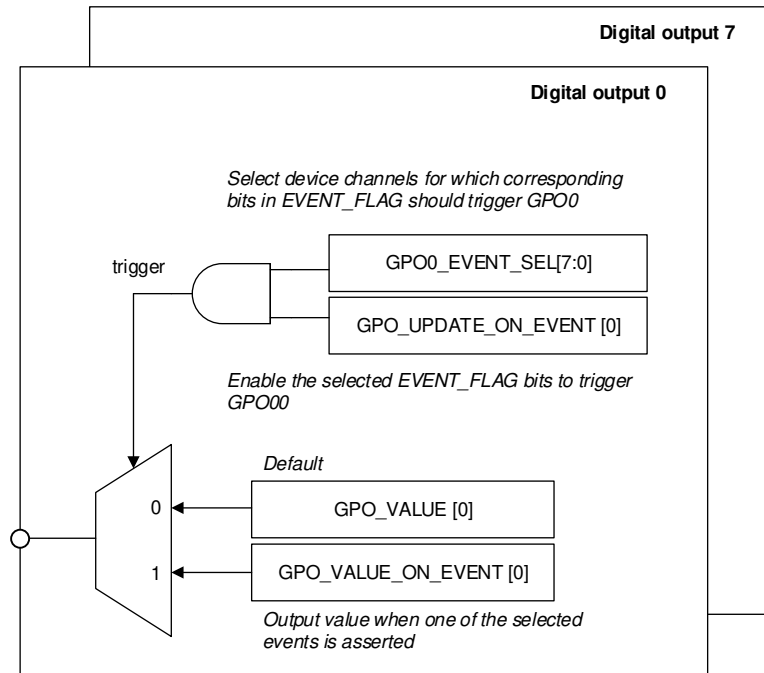 Digital output 7
Digital output 0
Select device channels for which corresponding
bits in EVENT_FLAG should trigger GPO0
trigger
GPO0_EVENT_SEL[7:0]
GPO_UPDATE_ON_EVENT [0]
Enable the selected EVENT_FLAG bits to trigger
GPO00
Default
0
GPO_VALUE [0]
1
GPO_VALUE_ON_EVENT [0]
Output value when one of the selected
events is asserted